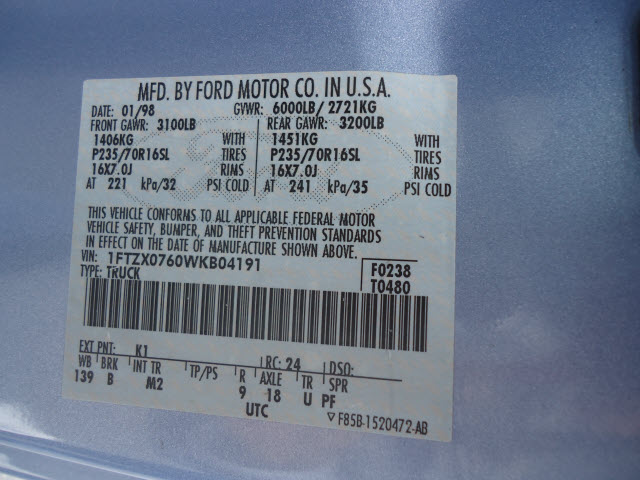 MFD. BY FORD MOTOR CO. IN U.S.A.
DATE: 01/98 GVWR: 6000LB/ 2721KG
FRONT GAWR: 3100LB REAR GAWR: 3200LB
1406KG WITH 1451KG WITH
P235/70R16SL TIRES P235/70R16SL TIRES
16X7.0J RIMS 16X7.0J RIMS
AT 221 kPa/32 PSI COLD AT 241 kPa/35 PSI COLD
THIS VEHICLE CONFORMS TO ALL APPLICABLE FEDERAL MOTOR
VEHICLE SAFETY, BUMPER, AND THEFT PREVENTION STANDARDS
IN EFFECT ON THE DATE OF MANUFACTURE SHOWN ABOVE.
VIN: 1FTZX0760WKB04191 F0238
TYPE: TRUCK T0480
EXT PNT: K1 RC: 24 DSO:
WB BRK INT TR TP/PS R AXLE TR SPR
139 B M2 9 18 U PF
UTC ▽ F85B-1520472-AB